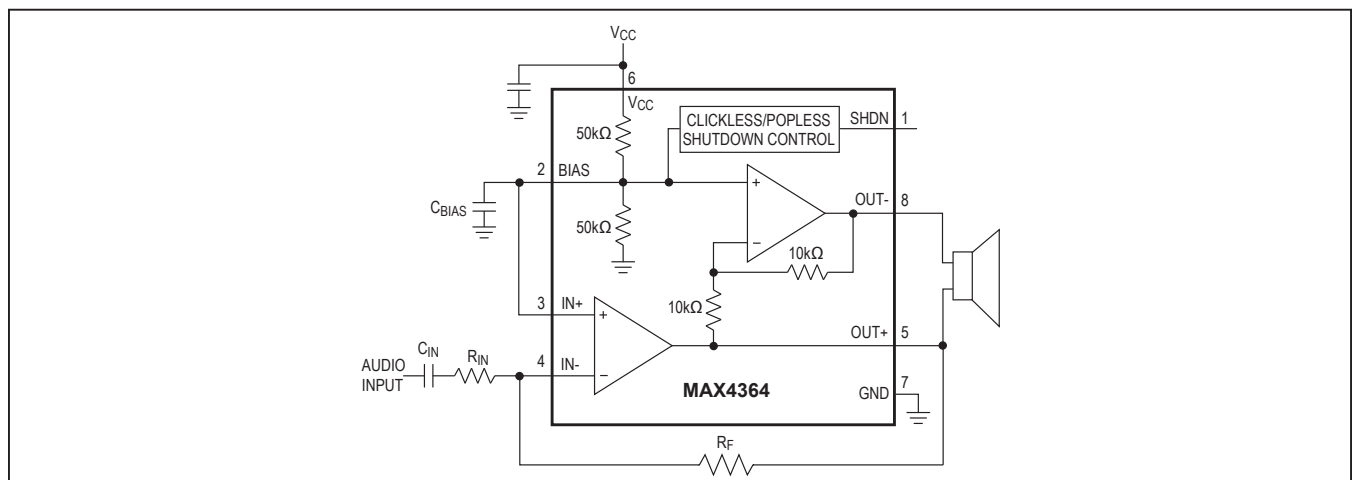 VCC
6
VCC
CLICKLESS/POPLESS
SHUTDOWN CONTROL
SHDN 1
50kΩ
2 BIAS
+
OUT- 8
CBIAS
50kΩ
−
10kΩ
10kΩ
3 IN+
+
OUT+ 5
AUDIO
INPUT
CIN
RIN
4 IN-
−
MAX4364
GND 7
RF